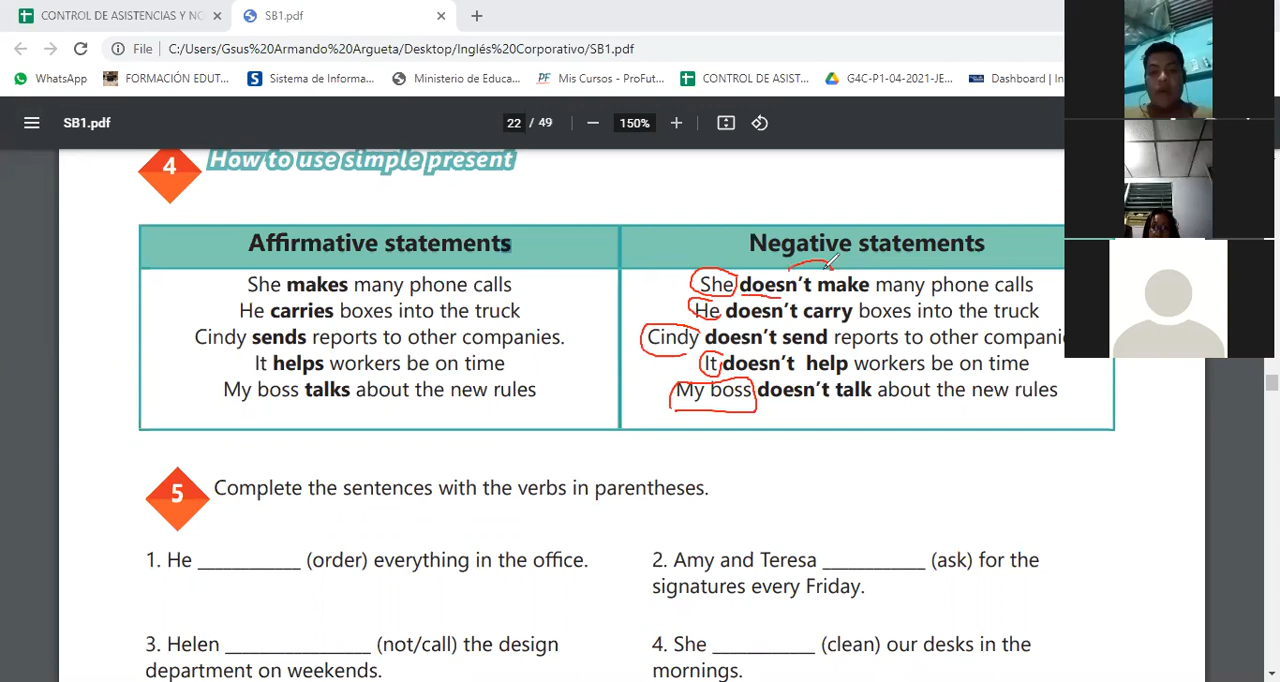 CONTROL DE ASISTENCIAS Y NO
SB1.pdf
File
C:/Users/Gsus%20Armando%20Argueta/Desktop/Inglés%20Corporativo/SB1.pdf
WhatsApp
FORMACIÓN EDUT...
Sistema de Informa...
Ministerio de Educa...
Mis Cursos - ProFut...
CONTROL DE ASIST...
G4C-P1-04-2021-JE...
Dashboard | In
SB1.pdf
22 / 49
150%
4
How to use simple present
Affirmative statements
Negative statements
She makes many phone calls
She doesn't make many phone calls
He carries boxes into the truck
He doesn't carry boxes into the truck
Cindy sends reports to other companies.
Cindy doesn't send reports to other companie
It helps workers be on time
It doesn't help workers be on time
My boss talks about the new rules
My boss doesn't talk about the new rules
5
Complete the sentences with the verbs in parentheses.
1. He __________ (order) everything in the office.
2. Amy and Teresa __________ (ask) for the
signatures every Friday.
3. Helen ______________ (not/call) the design
department on weekends.
4. She __________ (clean) our desks in the
mornings.